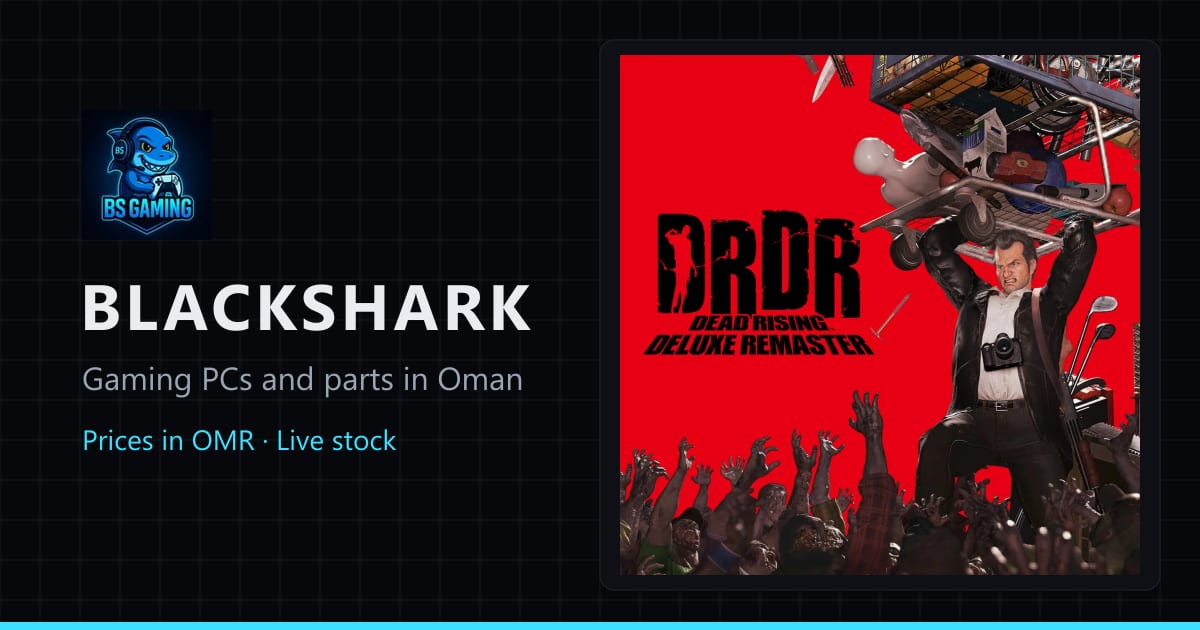 BS
BS GAMING
BLACKSHARK
Gaming PCs and parts in Oman
Prices in OMR · Live stock
DRDR
DEAD RISING
DELUXE REMASTER